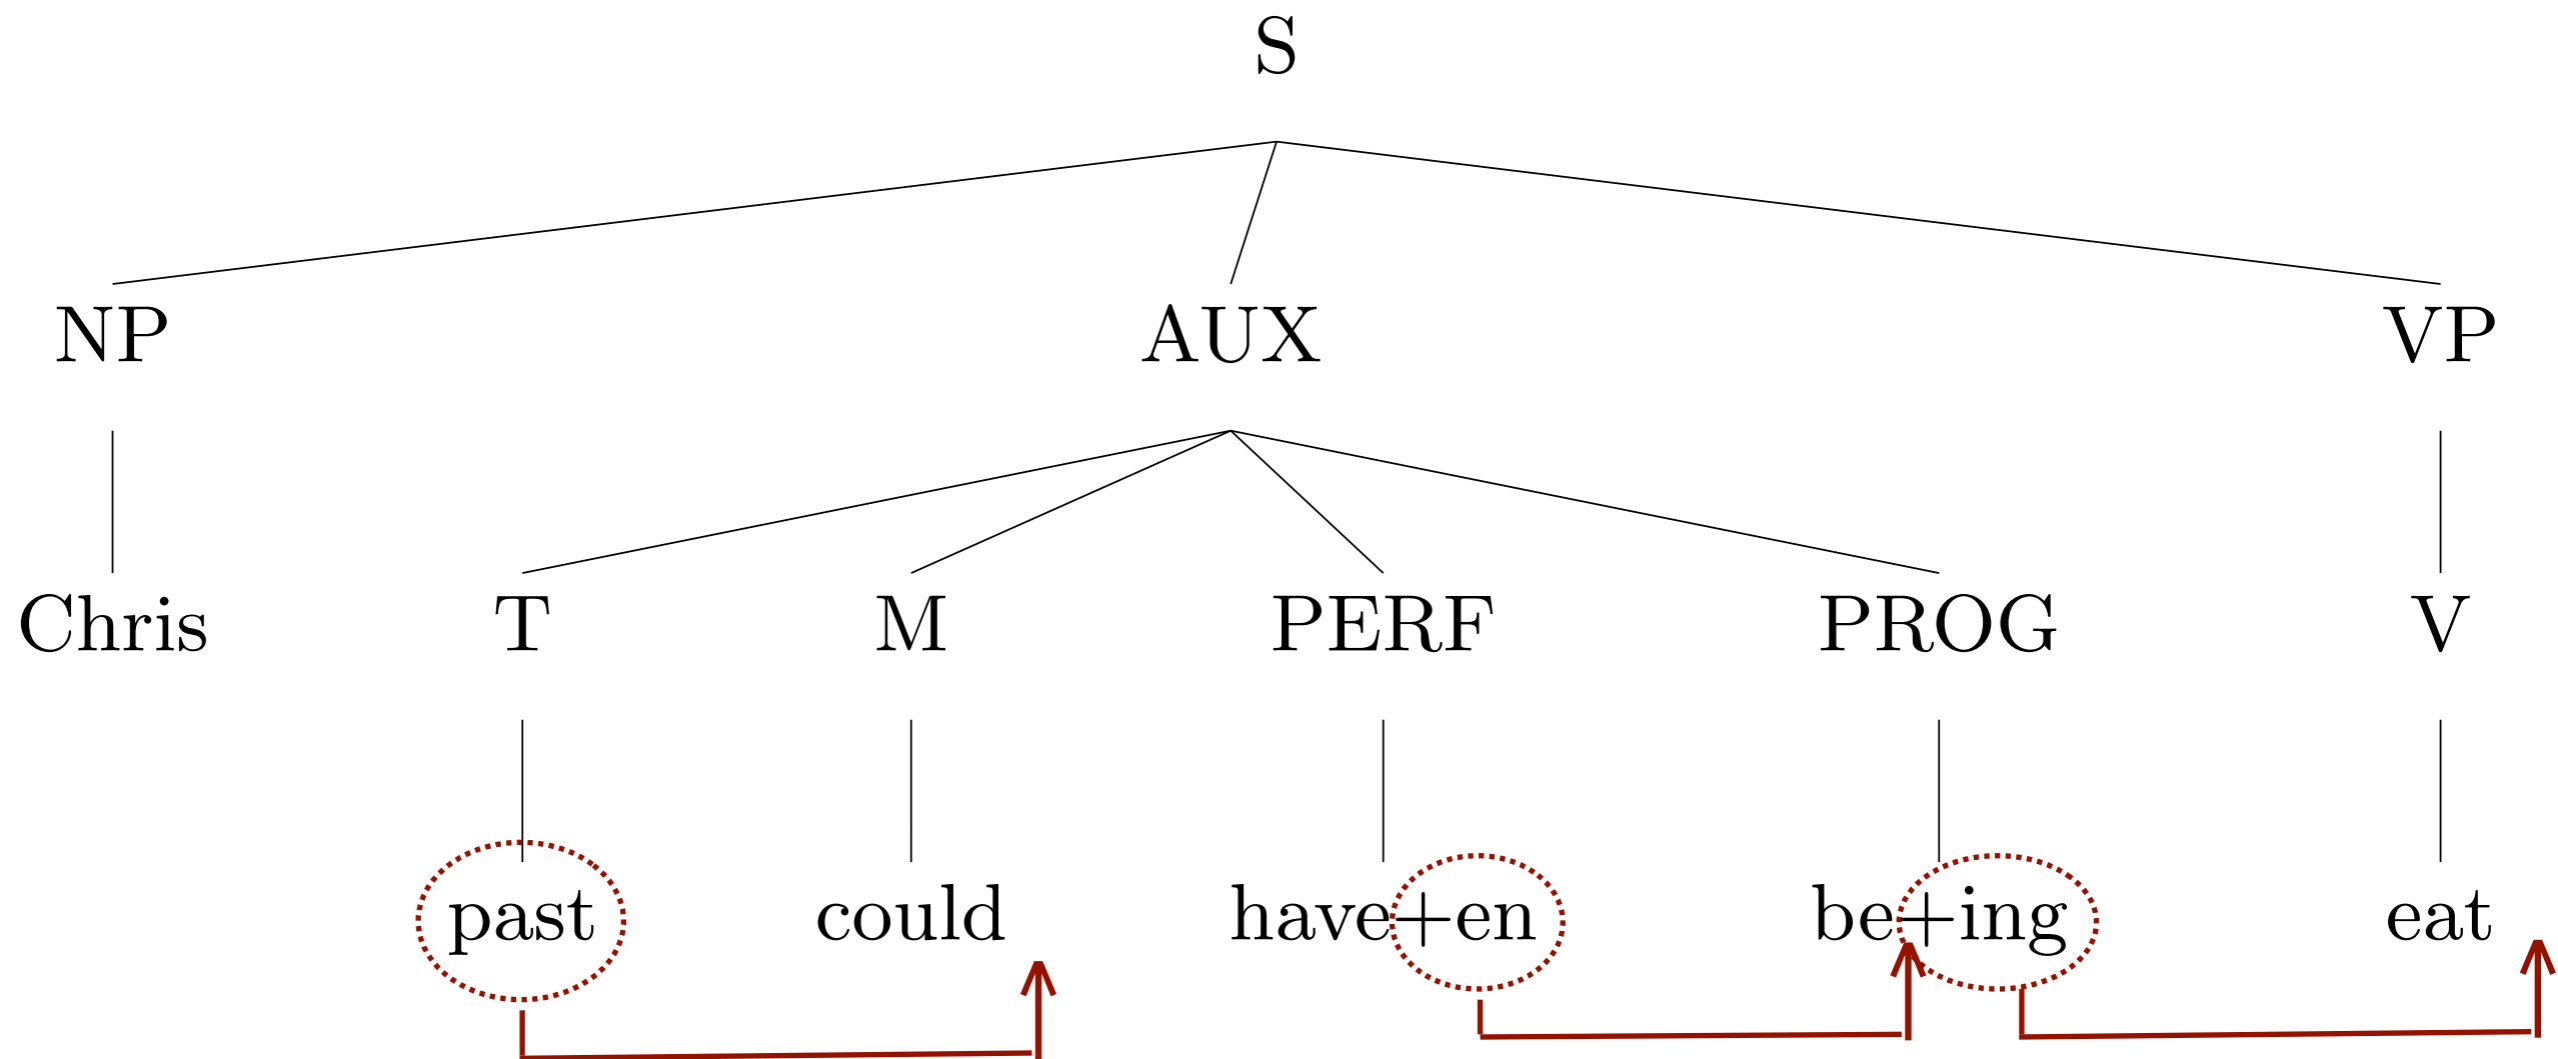 S
NP AUX VP
Chris T M PERF PROG V
past could have+en be+ing eat